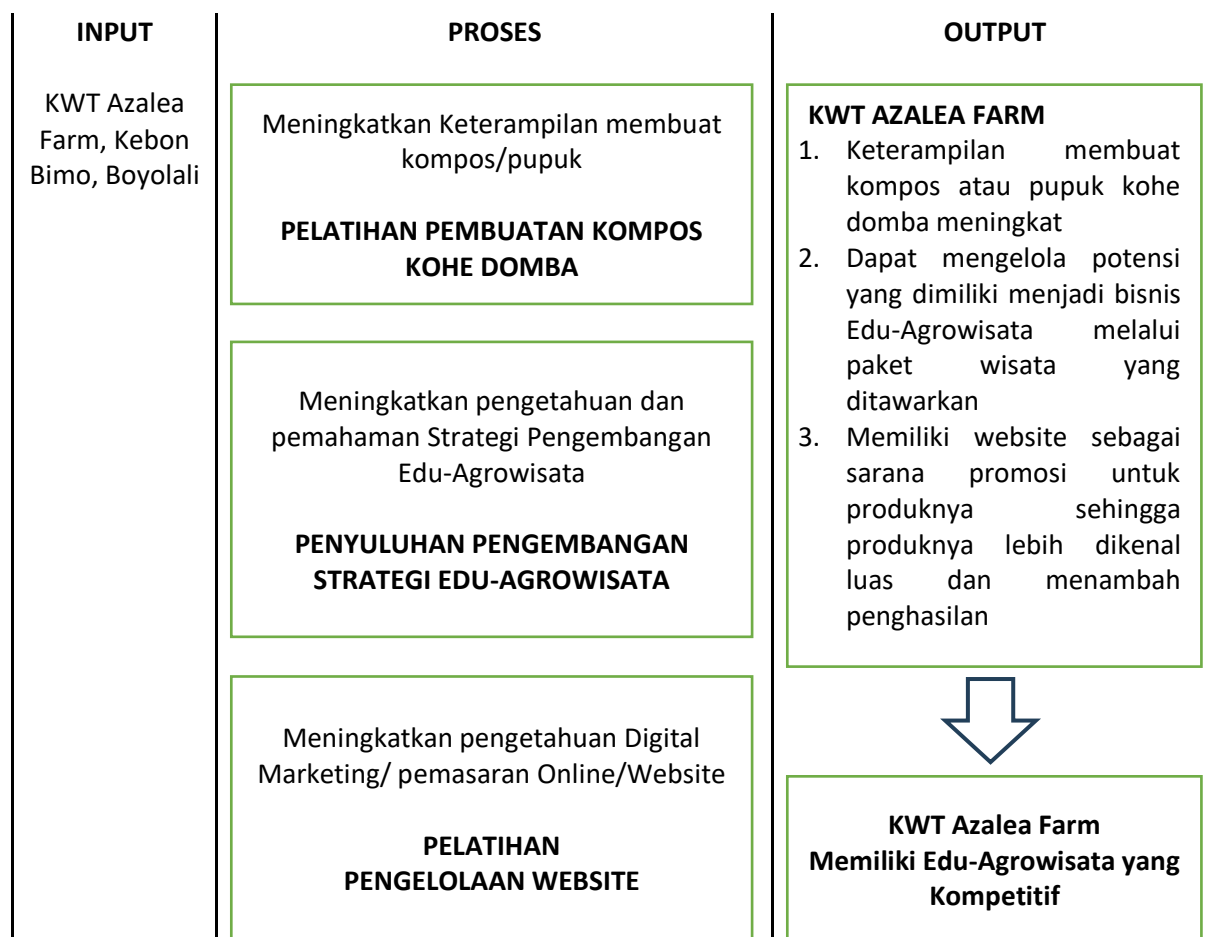 INPUT
KWT Azalea
Farm, Kebon
Bimo, Boyolali
PROSES
Meningkatkan Keterampilan membuat
kompos/pupuk
PELATIHAN PEMBUATAN KOMPOS
KOHE DOMBA
Meningkatkan pengetahuan dan
pemahaman Strategi Pengembangan
Edu-Agrowisata
PENYULUHAN PENGEMBANGAN
STRATEGI EDU-AGROWISATA
Meningkatkan pengetahuan Digital
Marketing/ pemasaran Online/Website
PELATIHAN
PENGELOLAAN WEBSITE
OUTPUT
KWT AZALEA FARM
1. Keterampilan membuat
kompos atau pupuk kohe
domba meningkat
2. Dapat mengelola potensi
yang dimiliki menjadi bisnis
Edu-Agrowisata melalui
paket wisata yang
ditawarkan
3. Memiliki website sebagai
sarana promosi untuk
produknya sehingga
produknya lebih dikenal
luas dan menambah
penghasilan
KWT Azalea Farm
Memiliki Edu-Agrowisata yang
Kompetitif